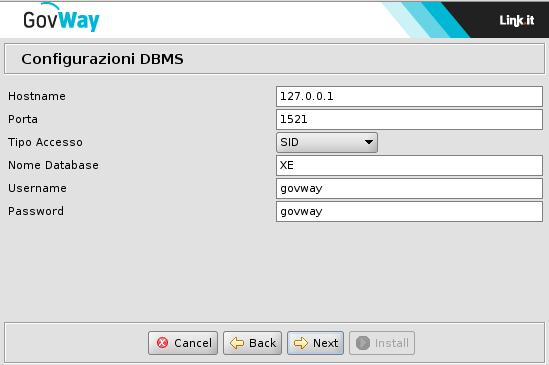 GovWay
Link.it
Configurazioni DBMS
Hostname 127.0.0.1
Porta 1521
Tipo Accesso SID
Nome Database XE
Username govway
Password govway
Cancel Back Next Install